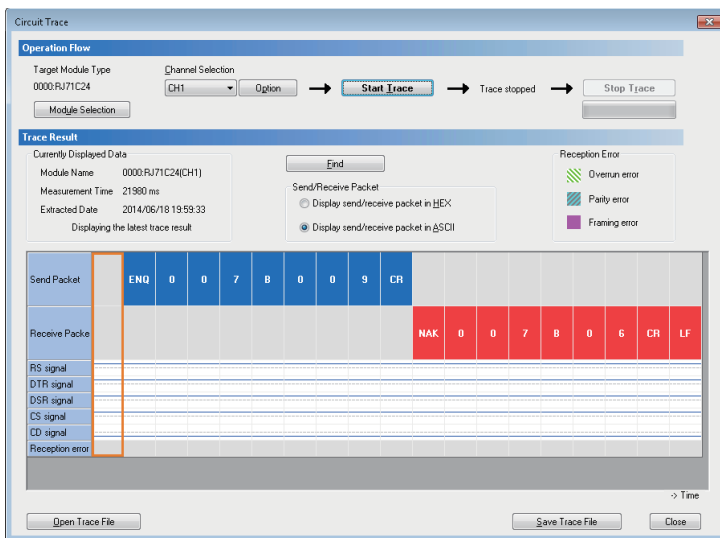 Circuit Trace
Operation Flow
Target Module Type
0000:RJ71C24
Module Selection
Channel Selection
CH1
Option
Start Trace
Trace stopped
Stop Trace
Trace Result
Currently Displayed Data
Module Name 0000:RJ71C24(CH1)
Measurement Time 21980 ms
Extracted Date 2014/06/18 19:59:33
Displaying the latest trace result
Find
Send/Receive Packet
Display send/receive packet in HEX
Display send/receive packet in ASCII
Reception Error
Overrun error
Parity error
Framing error
Send Packet ENQ 0 0 7 B 0 0 9 CR
Receive Packe NAK 0 0 7 B 0 6 CR LF
RS signal
DTR signal
DSR signal
CS signal
CD signal
Reception error
-> Time
Open Trace File
Save Trace File
Close